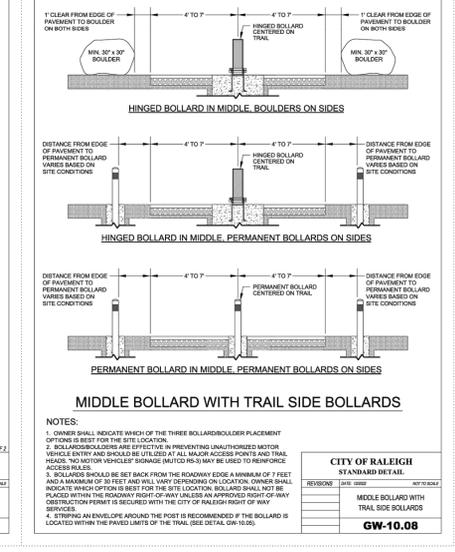 1' CLEAR FROM EDGE OF
PAVEMENT TO BOULDER
ON BOTH SIDES
4' TO 7'
4' TO 7'
1' CLEAR FROM EDGE OF
PAVEMENT TO BOULDER
ON BOTH SIDES
HINGED BOLLARD
CENTERED ON
TRAIL
MIN. 30" x 30"
BOULDER
MIN. 30" x 30"
BOULDER
HINGED BOLLARD IN MIDDLE, BOULDERS ON SIDES
DISTANCE FROM EDGE
OF PAVEMENT TO
PERMANENT BOLLARD
VARIES BASED ON
SITE CONDITIONS
4' TO 7'
4' TO 7'
HINGED BOLLARD
CENTERED ON
TRAIL
DISTANCE FROM EDGE
OF PAVEMENT TO
PERMANENT BOLLARD
VARIES BASED ON
SITE CONDITIONS
HINGED BOLLARD IN MIDDLE, PERMANENT BOLLARDS ON SIDES
DISTANCE FROM EDGE
OF PAVEMENT TO
PERMANENT BOLLARD
VARIES BASED ON
SITE CONDITIONS
4' TO 7'
4' TO 7'
PERMANENT BOLLARD
CENTERED ON TRAIL
DISTANCE FROM EDGE
OF PAVEMENT TO
PERMANENT BOLLARD
VARIES BASED ON
SITE CONDITIONS
PERMANENT BOLLARD IN MIDDLE, PERMANENT BOLLARDS ON SIDES
MIDDLE BOLLARD WITH TRAIL SIDE BOLLARDS
NOTES:
1. OWNER SHALL INDICATE WHICH OF THE THREE BOLLARD/BOULDER PLACEMENT
OPTIONS IS BEST FOR THE SITE LOCATION.
2. BOLLARDS/BOULDERS ARE EFFECTIVE IN PREVENTING UNAUTHORIZED MOTOR
VEHICLE ENTRY AND SHOULD BE UTILIZED AT ALL MAJOR ACCESS POINTS AND TRAIL
HEADS. "NO MOTOR VEHICLES" SIGNAGE (MUTCD R5-3) MAY BE USED TO REINFORCE
ACCESS RULES.
3. BOLLARDS SHOULD BE SET BACK FROM THE ROADWAY EDGE A MINIMUM OF 7 FEET
AND A MAXIMUM OF 30 FEET AND WILL VARY DEPENDING ON LOCATION. OWNER SHALL
INDICATE WHICH OPTION IS BEST FOR THE SITE LOCATION. BOLLARD SHALL NOT BE
PLACED WITHIN THE ROADWAY RIGHT-OF-WAY UNLESS AN APPROVED RIGHT-OF-WAY
OBSTRUCTION PERMIT IS SECURED WITH THE CITY OF RALEIGH RIGHT OF WAY
SERVICES.
4. STRIPING AN ENVELOPE AROUND THE POST IS RECOMMENDED IF THE BOLLARD IS
LOCATED WITHIN THE PAVED LIMITS OF THE TRAIL (SEE DETAIL GW-10.05).
CITY OF RALEIGH
STANDARD DETAIL
REVISIONS DATE: NOT TO SCALE
MIDDLE BOLLARD WITH
TRAIL SIDE BOLLARDS
GW-10.08